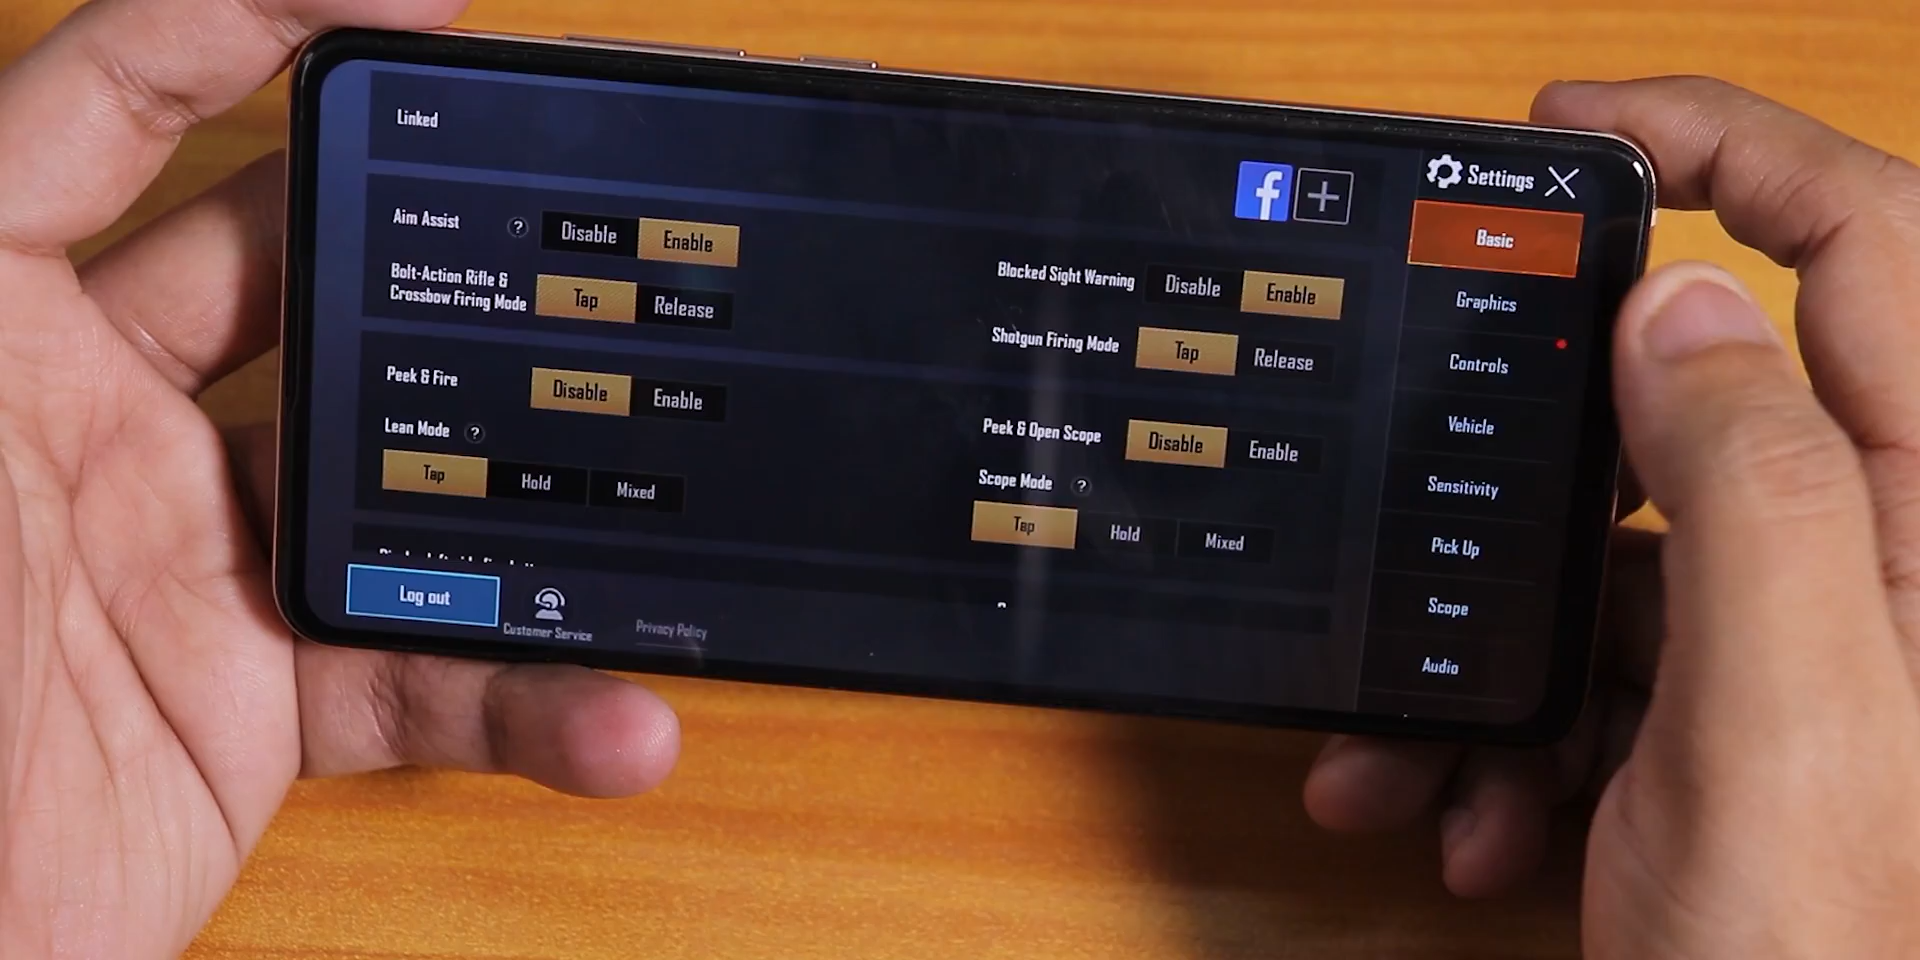 Linked
Settings
Aim Assist ? Disable Enable
Blocked Sight Warning Disable Enable
Bolt-Action Rifle &
Crossbow Firing Mode Tap Release
Shotgun Firing Mode Tap Release
Peek & Fire Disable Enable
Peek & Open Scope Disable Enable
Lean Mode ?
Tap Hold Mixed
Scope Mode ?
Tap Hold Mixed
Log out
Customer Service
Privacy Policy
Basic
Graphics
Controls
Vehicle
Sensitivity
Pick Up
Scope
Audio